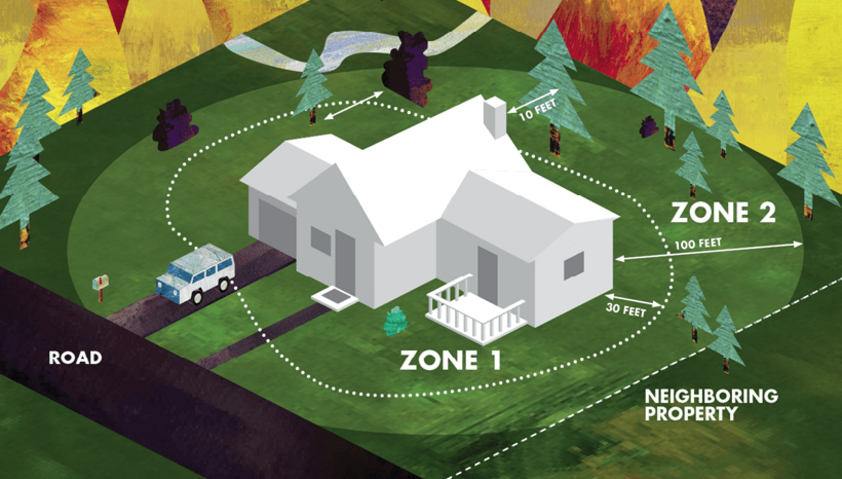 10 FEET
ZONE 2
100 FEET
30 FEET
ROAD
ZONE 1
NEIGHBORING
PROPERTY